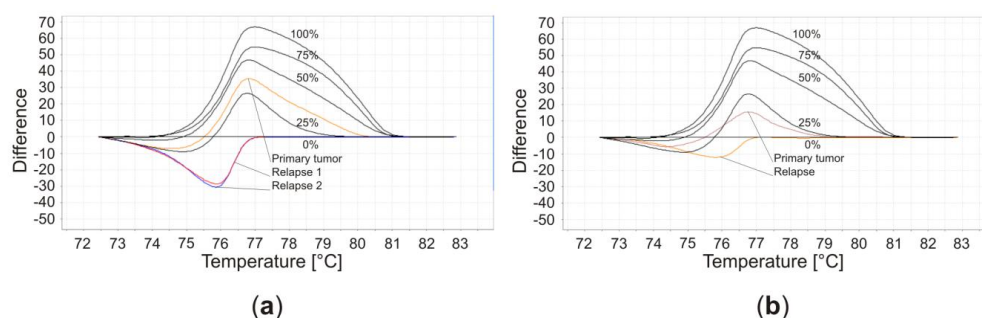 70
60
50
40
30
20
10
0
-10
-20
-30
-40
-50
Difference
100%
75%
50%
25%
0%
Primary tumor
Relapse 1
Relapse 2
72 73 74 75 76 77 78 79 80 81 82 83
Temperature [°C]
(a)
70
60
50
40
30
20
10
0
-10
-20
-30
-40
-50
Difference
100%
75%
50%
25%
0%
Primary tumor
Relapse
72 73 74 75 76 77 78 79 80 81 82 83
Temperature [°C]
(b)